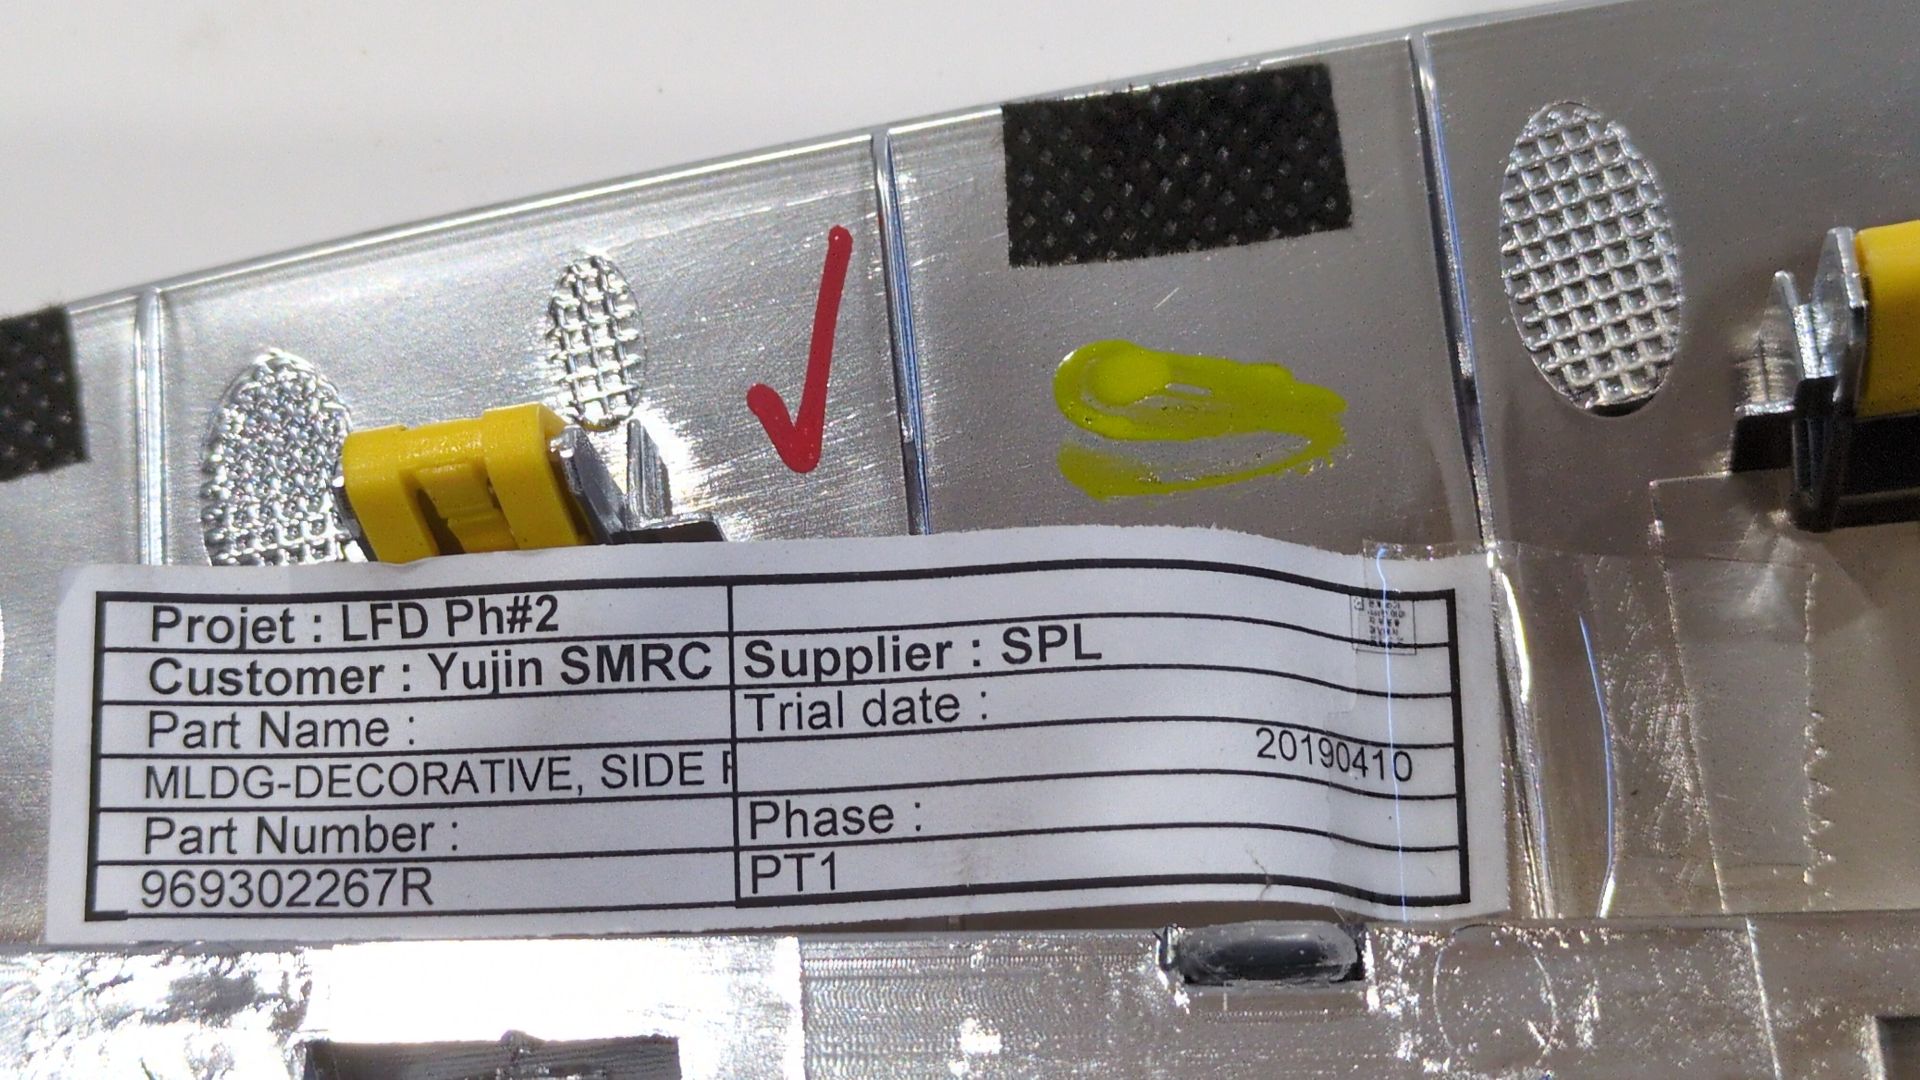 Projet : LFD Ph#2
Customer : Yujin SMRC
Supplier : SPL
Part Name :
Trial date :
MLDG-DECORATIVE, SIDE
20190410
Part Number :
Phase :
969302267R
PT1